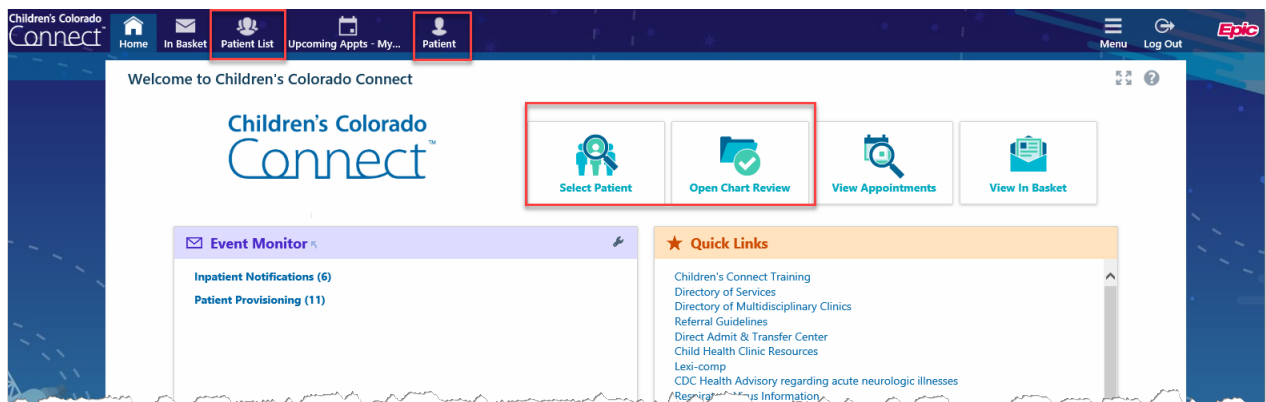 Children's Colorado
Connect
Home
In Basket
Patient List
Upcoming Appts - My...
Patient
Menu
Log Out
Epic
Welcome to Children's Colorado Connect
Children's Colorado
Connect™
Select Patient
Open Chart Review
View Appointments
View In Basket
Event Monitor
Inpatient Notifications (6)
Patient Provisioning (11)
Quick Links
Children's Connect Training
Directory of Services
Directory of Multidisciplinary Clinics
Referral Guidelines
Direct Admit & Transfer Center
Child Health Clinic Resources
Lexi-comp
CDC Health Advisory regarding acute neurologic illnesses
Information